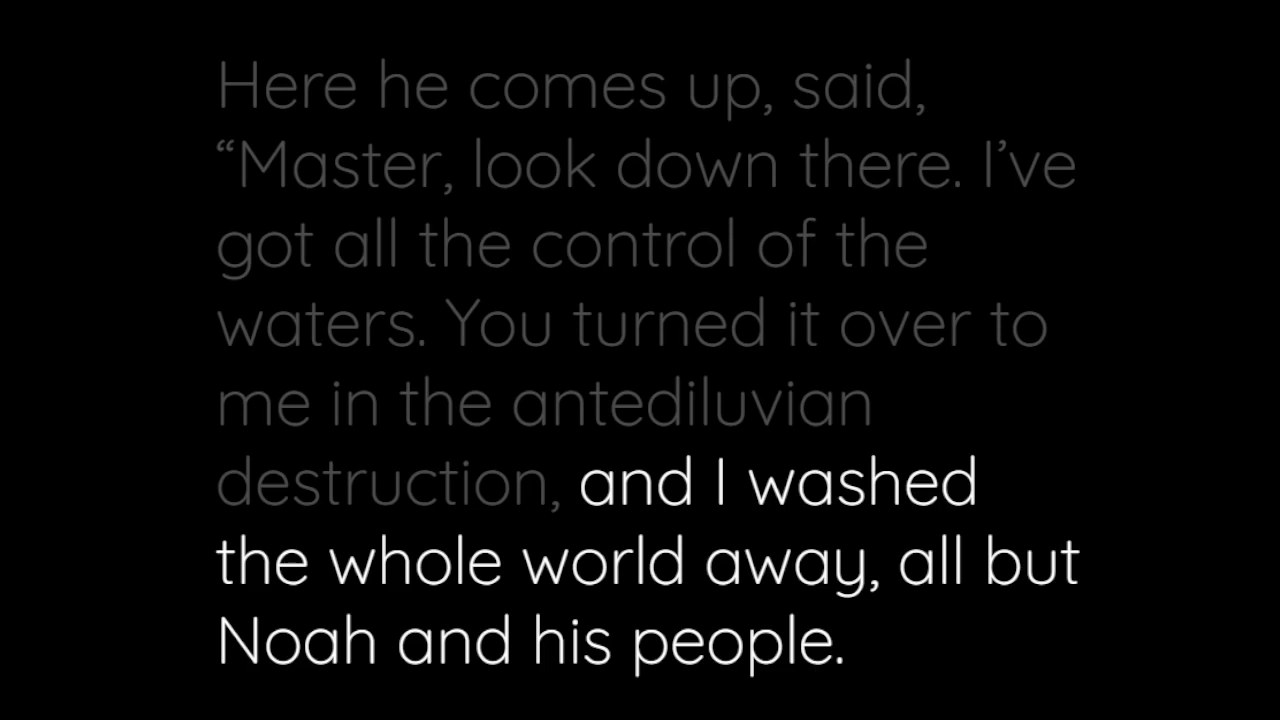 Here he comes up, said,
“Master, look down there. I’ve
got all the control of the
waters. You turned it over to
me in the antediluvian
destruction, and I washed
the whole world away, all but
Noah and his people.